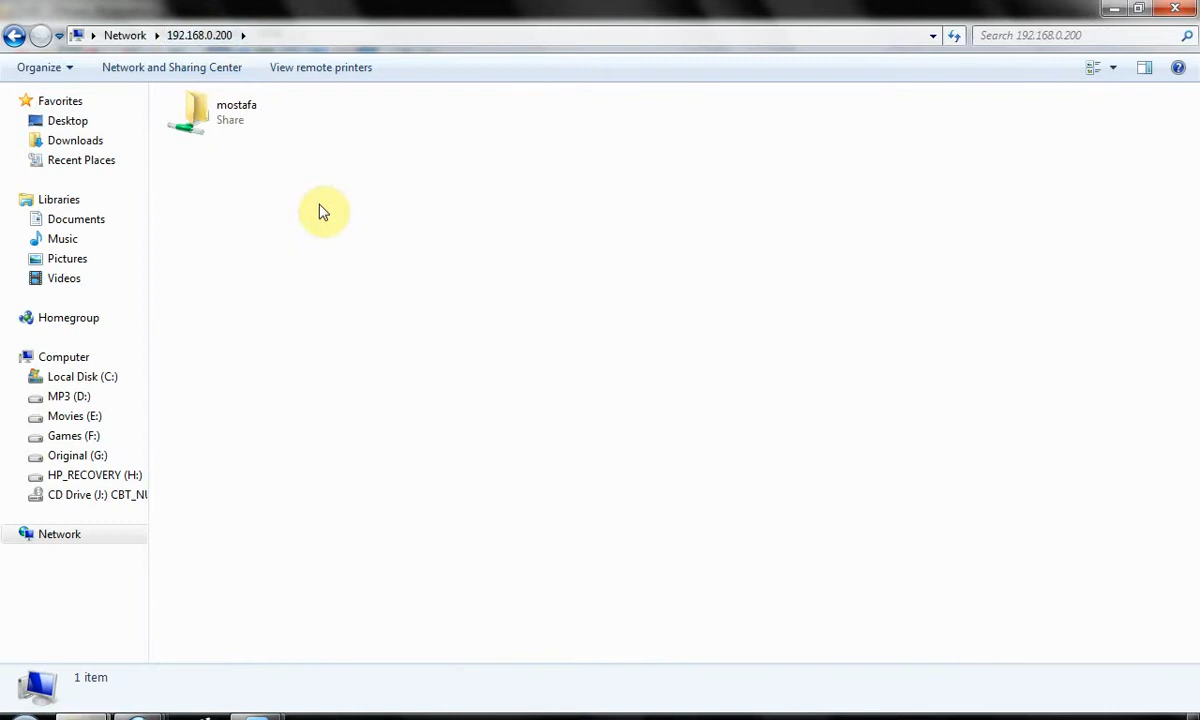 Network 192.168.0.200
Search 192.168.0.200
Organize Network and Sharing Center View remote printers
Favorites
Desktop
Downloads
Recent Places
Libraries
Documents
Music
Pictures
Videos
Homegroup
Computer
Local Disk (C:)
MP3 (D:)
Movies (E:)
Games (F:)
Original (G:)
HP_RECOVERY (H:)
CD Drive (J:) CBT_NU
Network
mostafa
Share
1 item